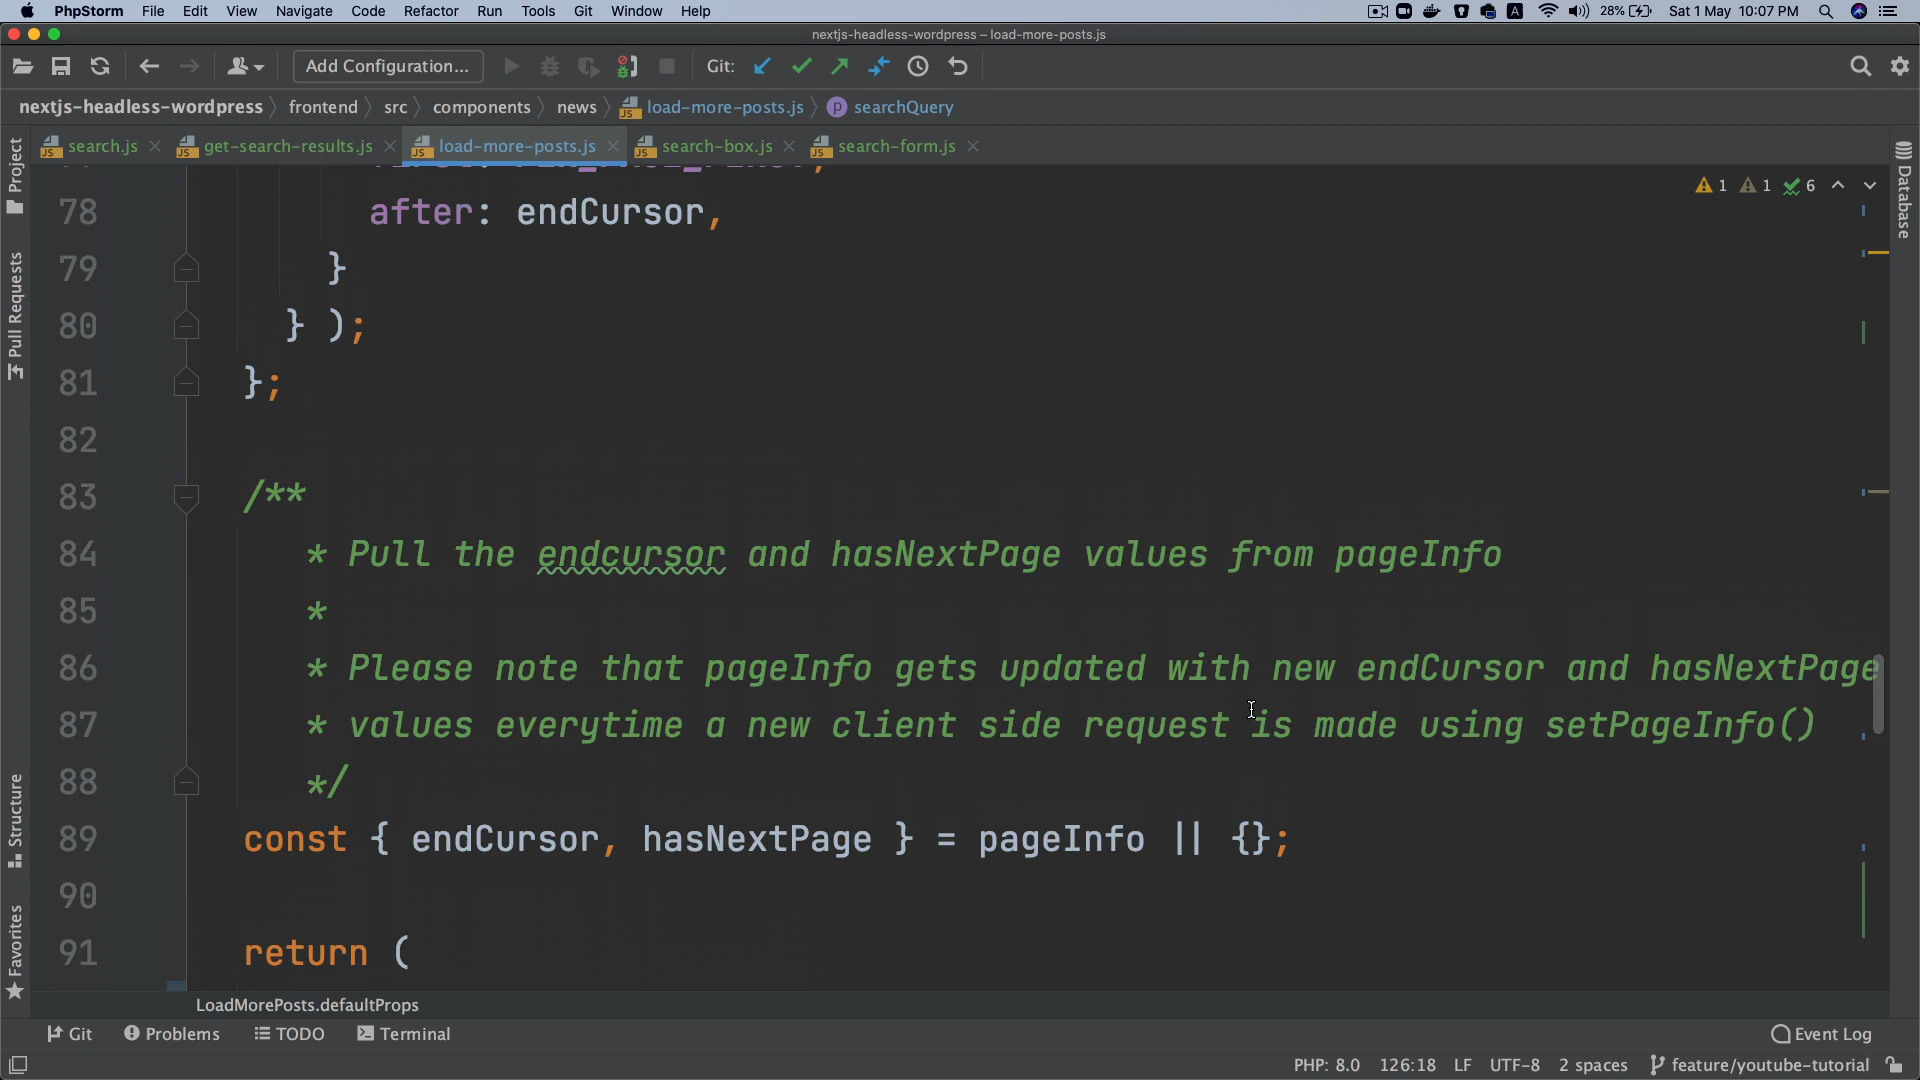 PhpStorm File Edit View Navigate Code Refactor Run Tools Git Window Help 28% Sat 1 May 10:07 PM
nextjs-headless-wordpress – load-more-posts.js
Add Configuration... Git:
nextjs-headless-wordpress frontend src components news load-more-posts.js searchQuery
search.js get-search-results.js load-more-posts.js search-box.js search-form.js
Project
Pull Requests
Structure
Favorites
Database
1 1 6
78 after: endCursor,
79 }
80 } );
81 };
82
83 /**
84 * Pull the endcursor and hasNextPage values from pageInfo
85 *
86 * Please note that pageInfo gets updated with new endCursor and hasNextPage
87 * values everytime a new client side request is made using setPageInfo()
88 */
89 const { endCursor, hasNextPage } = pageInfo || {};
90
91 return (
LoadMorePosts.defaultProps
Git Problems TODO Terminal Event Log
PHP: 8.0 126:18 LF UTF-8 2 spaces feature/youtube-tutorial